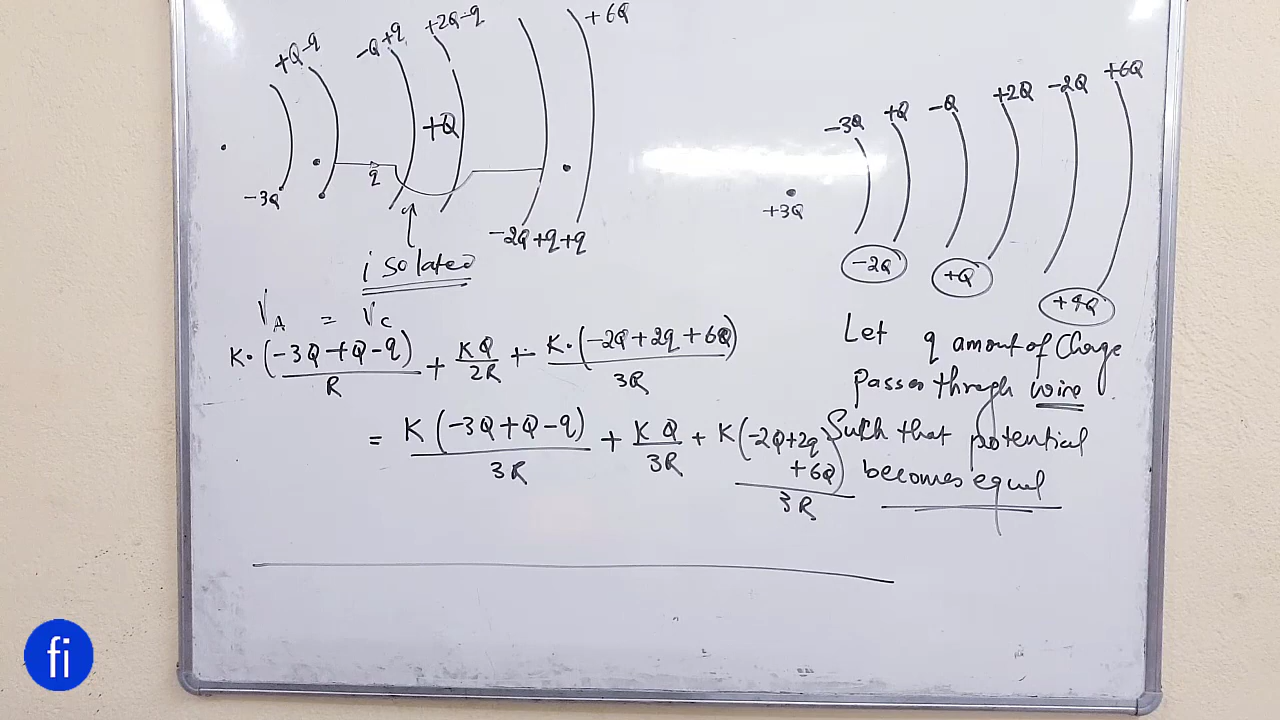 +Q-q
-Q+q
+2Q-q
+6Q
+Q
q
-3Q
-2Q+q+q
isolated
-3Q
+Q
-Q
+2Q
-2Q
+6Q
+3Q
-2Q
+Q
+4Q
V_A = V_C
K·(-3Q+Q-q)/R + KQ/2R + K·(-2Q+2q+6Q)/3R
= K(-3Q+Q-q)/3R + KQ/3R + K(-2Q+2q+6Q)/3R
Let q amout of Charge
Passes through wire.
Such that potential
becomes equal
fi